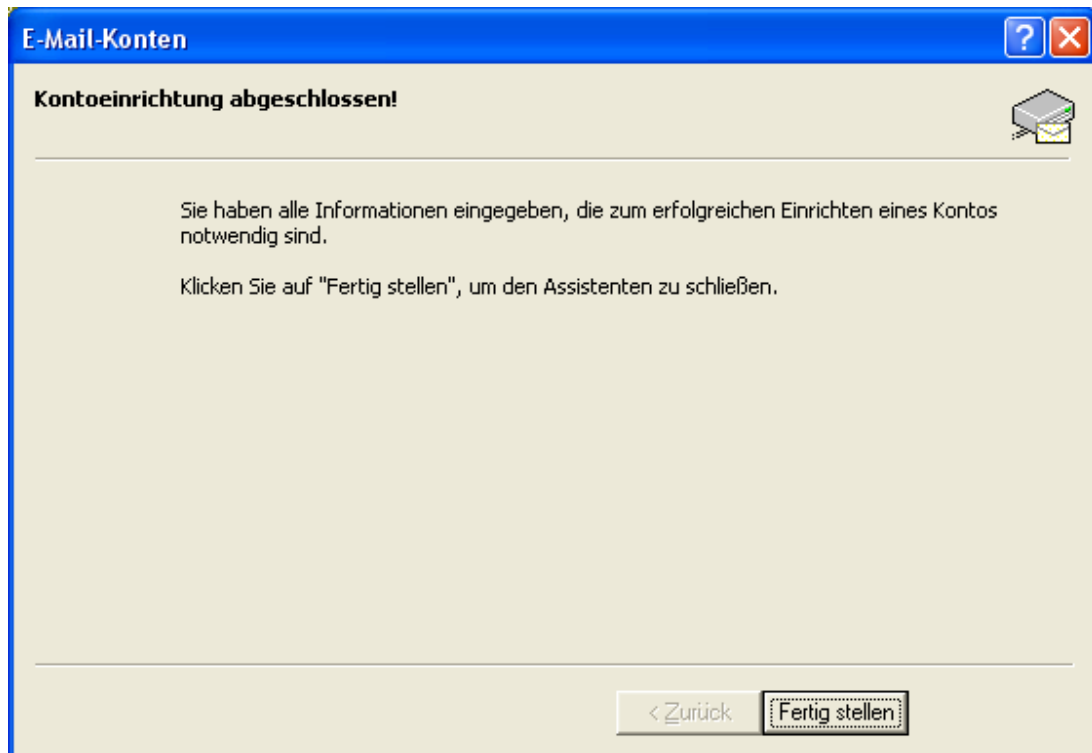 E-Mail-Konten
Kontoeinrichtung abgeschlossen!
Sie haben alle Informationen eingegeben, die zum erfolgreichen Einrichten eines Kontos
notwendig sind.
Klicken Sie auf "Fertig stellen", um den Assistenten zu schließen.
< Zurück Fertig stellen